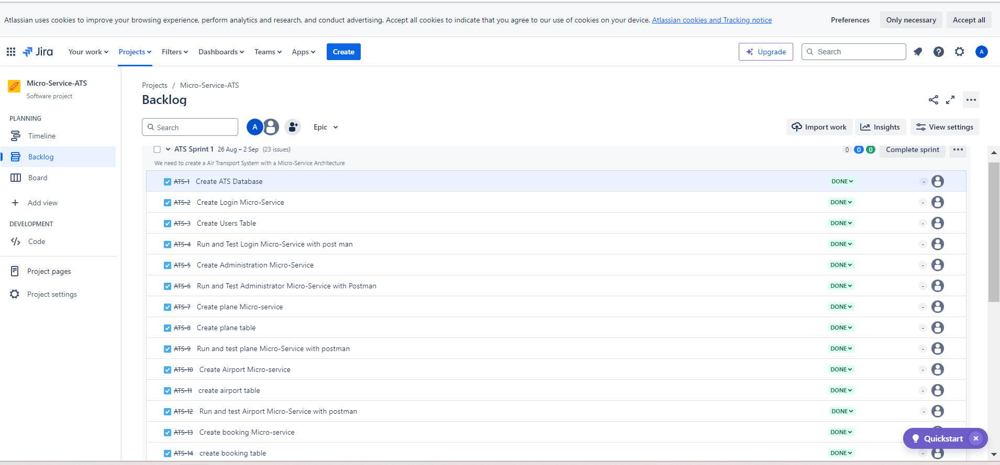 Atlassian uses cookies to improve your browsing experience, perform analytics and research, and conduct advertising. Accept all cookies to indicate that you agree to our use of cookies on your device. Atlassian cookies and Tracking notice
Preferences
Only necessary
Accept all
Jira
Your work
Projects
Filters
Dashboards
Teams
Apps
Create
Upgrade
Search
A
Micro-Service-ATS
Software project
PLANNING
Timeline
Backlog
Board
Add view
DEVELOPMENT
Code
Project pages
Project settings
Projects / Micro-Service-ATS
Backlog
Search
A
Epic
Import work
Insights
View settings
ATS Sprint 1 26 Aug – 2 Sep (23 issues)
0 0 0
Complete sprint
We need to create a Air Transport System with a Micro-Service Architecture
ATS-1 Create ATS Database DONE -
ATS-2 Create Login Micro-Service DONE -
ATS-3 Create Users Table DONE -
ATS-4 Run and Test Login Micro-Service with post man DONE -
ATS-5 Create Administration Micro-Service DONE -
ATS-6 Run and Test Administrator Micro-Service with Postman DONE -
ATS-7 Create plane Micro-service DONE -
ATS-8 Create plane table DONE -
ATS-9 Run and test plane Micro-Service with postman DONE -
ATS-10 Create Airport Micro-service DONE -
ATS-11 create airport table DONE -
ATS-12 Run and test Airport Micro-Service with postman DONE -
ATS-13 Create booking Micro-service DONE
ATS-14 create booking table DONE -
Quickstart